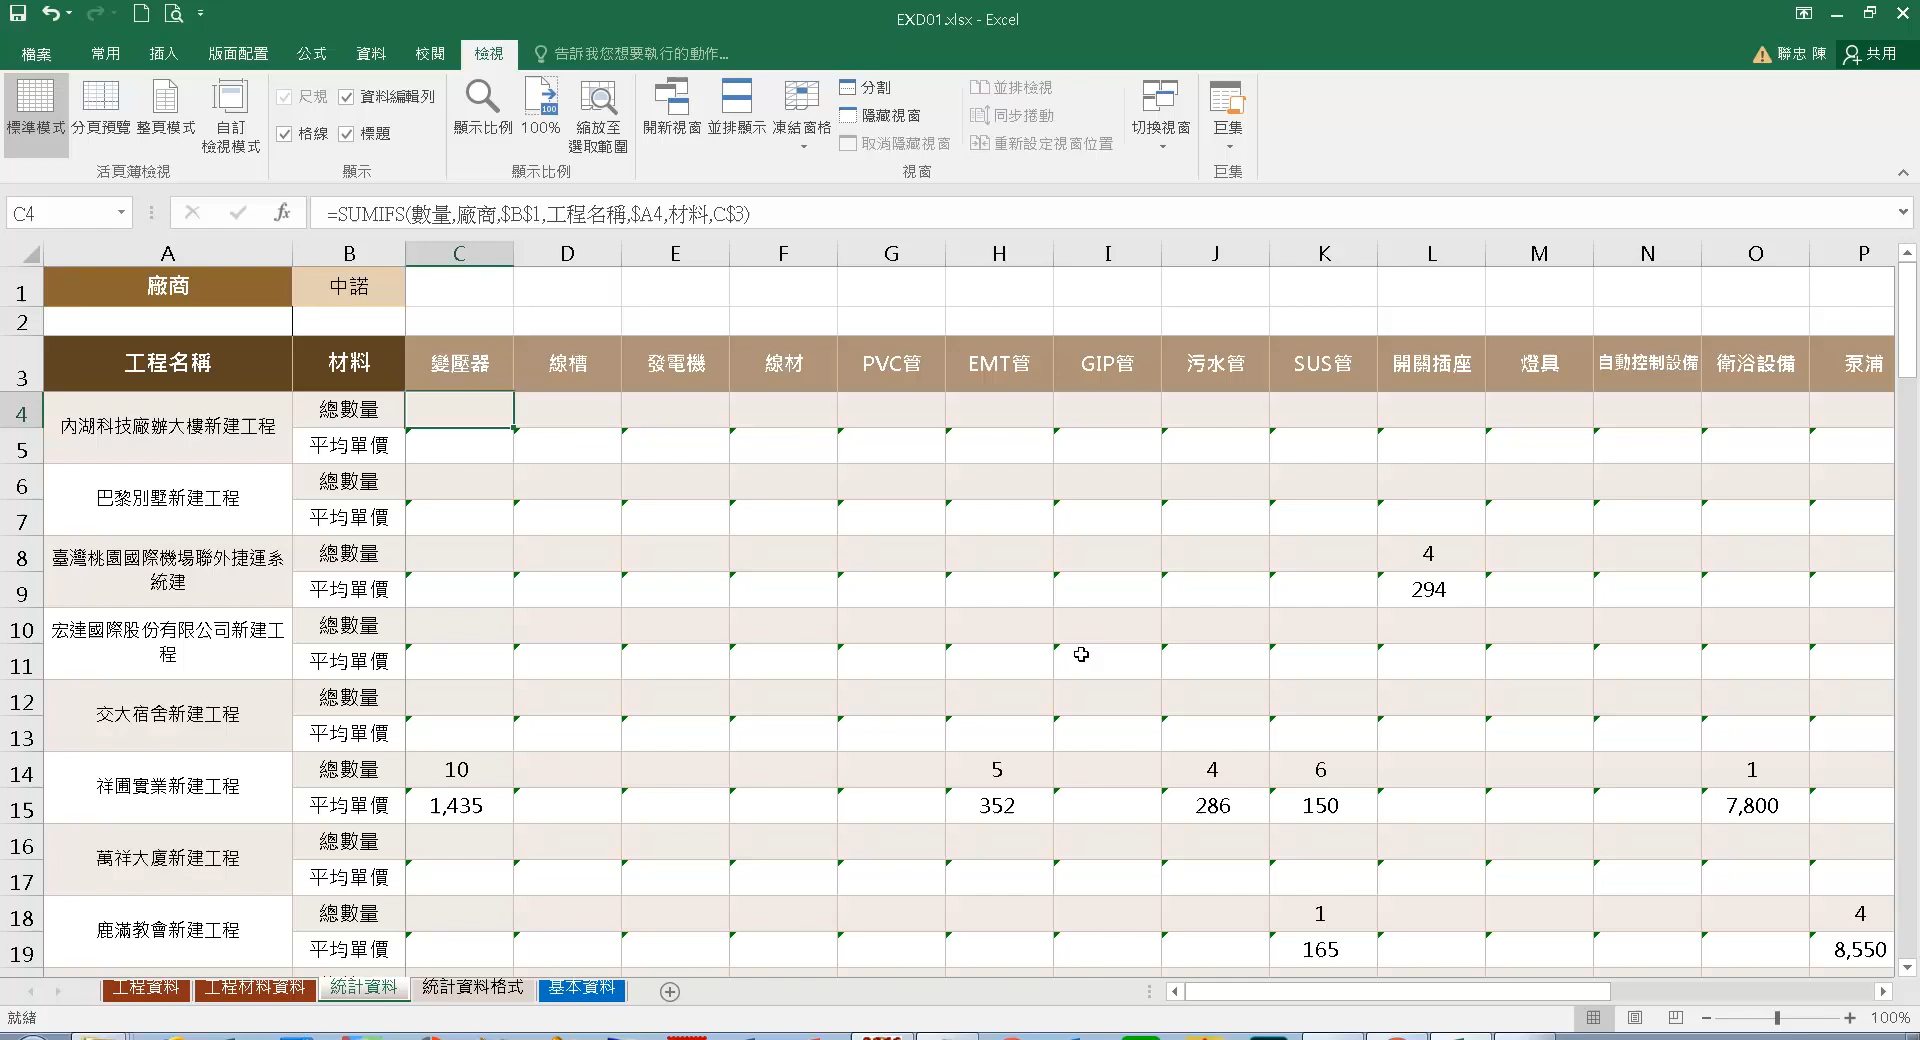 EXD01.xlsx - Excel
檔案 常用 插入 版面配置 公式 資料 校閱 檢視 告訴我您想要執行的動作... 聯忠 陳 共用
標準模式 分頁預覽 整頁模式 自訂檢視模式
尺規 資料編輯列
格線 標題
顯示比例 100% 縮放至選取範圍
開新視窗 並排顯示 凍結窗格
分割
隱藏視窗
取消隱藏視窗
並排檢視
同步捲動
重新設定視窗位置
切換視窗 巨集
活頁簿檢視 顯示 顯示比例 視窗 巨集
C4 fx =SUMIFS(數量,廠商,$B$1,工程名稱,$A4,材料,C$3)
A B C D E F G H I J K L M N O P
1 廠商 中諾
2
3 工程名稱 材料 變壓器 線槽 發電機 線材 PVC管 EMT管 GIP管 污水管 SUS管 開關插座 燈具 自動控制設備 衛浴設備 泵浦
4 內湖科技廠辦大樓新建工程 總數量
5 平均單價
6 巴黎別墅新建工程 總數量
7 平均單價
8 臺灣桃園國際機場聯外捷運系統建 總數量 4
9 平均單價 294
10 宏達國際股份有限公司新建工程 總數量
11 平均單價
12 交大宿舍新建工程 總數量
13 平均單價
14 祥圃實業新建工程 總數量 10 5 4 6 1
15 平均單價 1,435 352 286 150 7,800
16 萬祥大廈新建工程 總數量
17 平均單價
18 鹿滿教會新建工程 總數量 1 4
19 平均單價 165 8,550
工程資料 工程材料資料 統計資料 統計資料格式 基本資料
就緒 100%